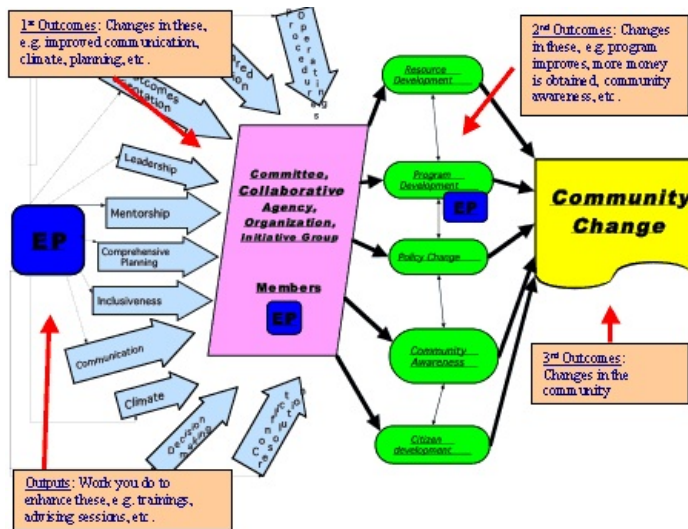 1st Outcomes: Changes in these,
e.g. improved communication,
climate, planning, etc.
2nd Outcomes: Changes
in these, e.g. program
improves, more money
is obtained, community
awareness, etc.
Leadership
Mentorship
Comprehensive
Planning
Inclusiveness
Communication
Climate
Decision
making
EP
Committee,
Collaborative
Agency,
Organization,
Initiative Group
Members
EP
Resource
Development
Program
Development
EP
Policy Change
Community
Awareness
Citizen
development
Community
Change
3rd Outcomes:
Changes in the
community
Outputs: Work you do to
enhance these, e.g. trainings,
advising sessions, etc.